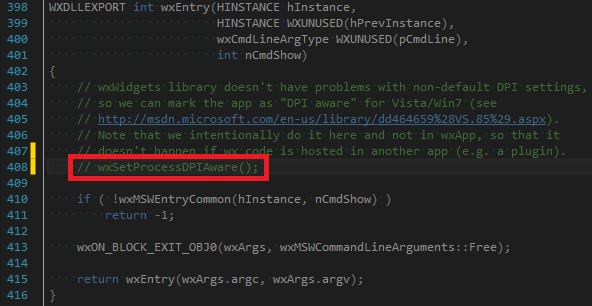 398 WXDLLEXPORT int wxEntry(HINSTANCE hInstance,
399 HINSTANCE WXUNUSED(hPrevInstance),
400 wxCmdLineArgType WXUNUSED(pCmdLine),
401 int nCmdShow)
402 {
403 // wxWidgets library doesn't have problems with non-default DPI settings,
404 // so we can mark the app as "DPI aware" for Vista/Win7 (see
405 // http://msdn.microsoft.com/en-us/library/dd464659%28VS.85%29.aspx).
406 // Note that we intentionally do it here and not in wxApp, so that it
407 // doesn't happen if wx code is hosted in another app (e.g. a plugin).
408 // wxSetProcessDPIAware();
409
410 if ( !wxMSWEntryCommon(hInstance, nCmdShow) )
411 return -1;
412
413 wxON_BLOCK_EXIT_OBJ0(wxArgs, wxMSWCommandLineArguments::Free);
414
415 return wxEntry(wxArgs.argc, wxArgs.argv);
416 }